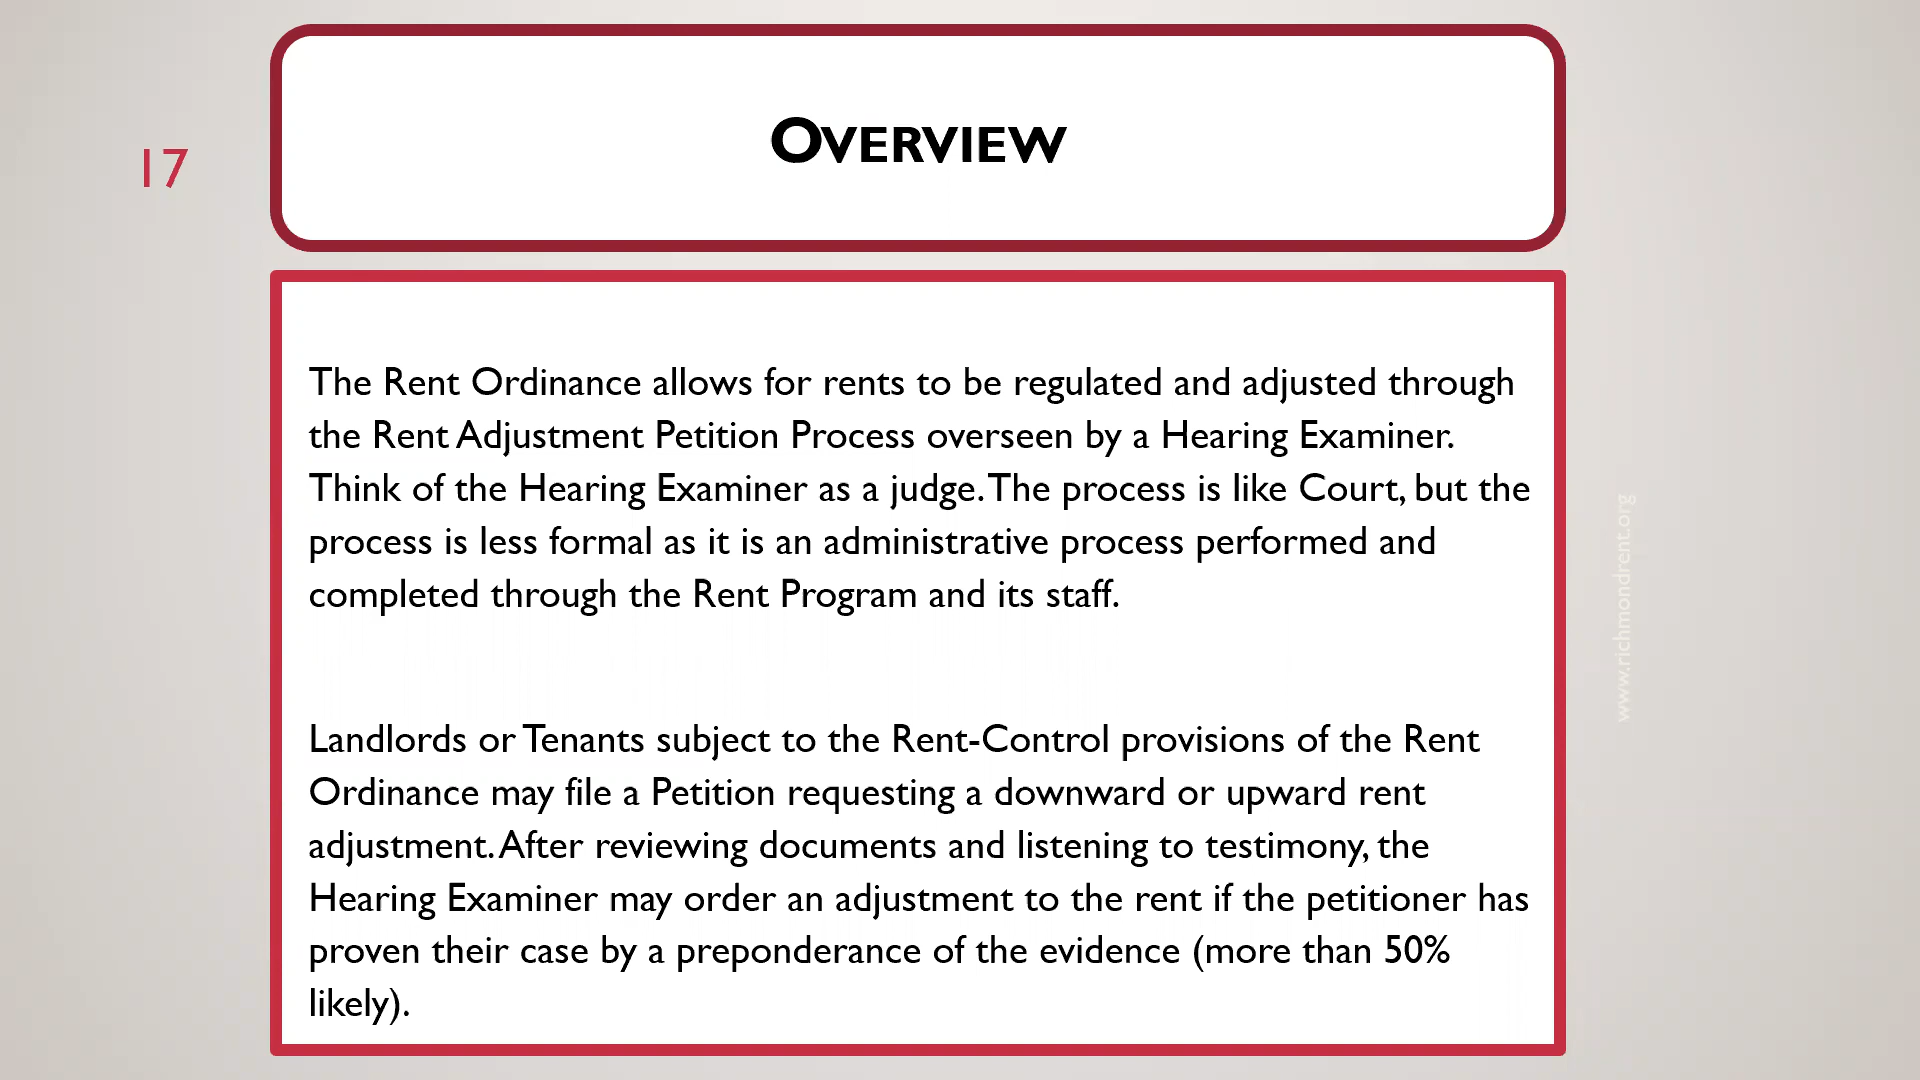 17
OVERVIEW
The Rent Ordinance allows for rents to be regulated and adjusted through
the Rent Adjustment Petition Process overseen by a Hearing Examiner.
Think of the Hearing Examiner as a judge. The process is like Court, but the
process is less formal as it is an administrative process performed and
completed through the Rent Program and its staff.
Landlords or Tenants subject to the Rent-Control provisions of the Rent
Ordinance may file a Petition requesting a downward or upward rent
adjustment. After reviewing documents and listening to testimony, the
Hearing Examiner may order an adjustment to the rent if the petitioner has
proven their case by a preponderance of the evidence (more than 50%
likely).
www.richmondrent.org